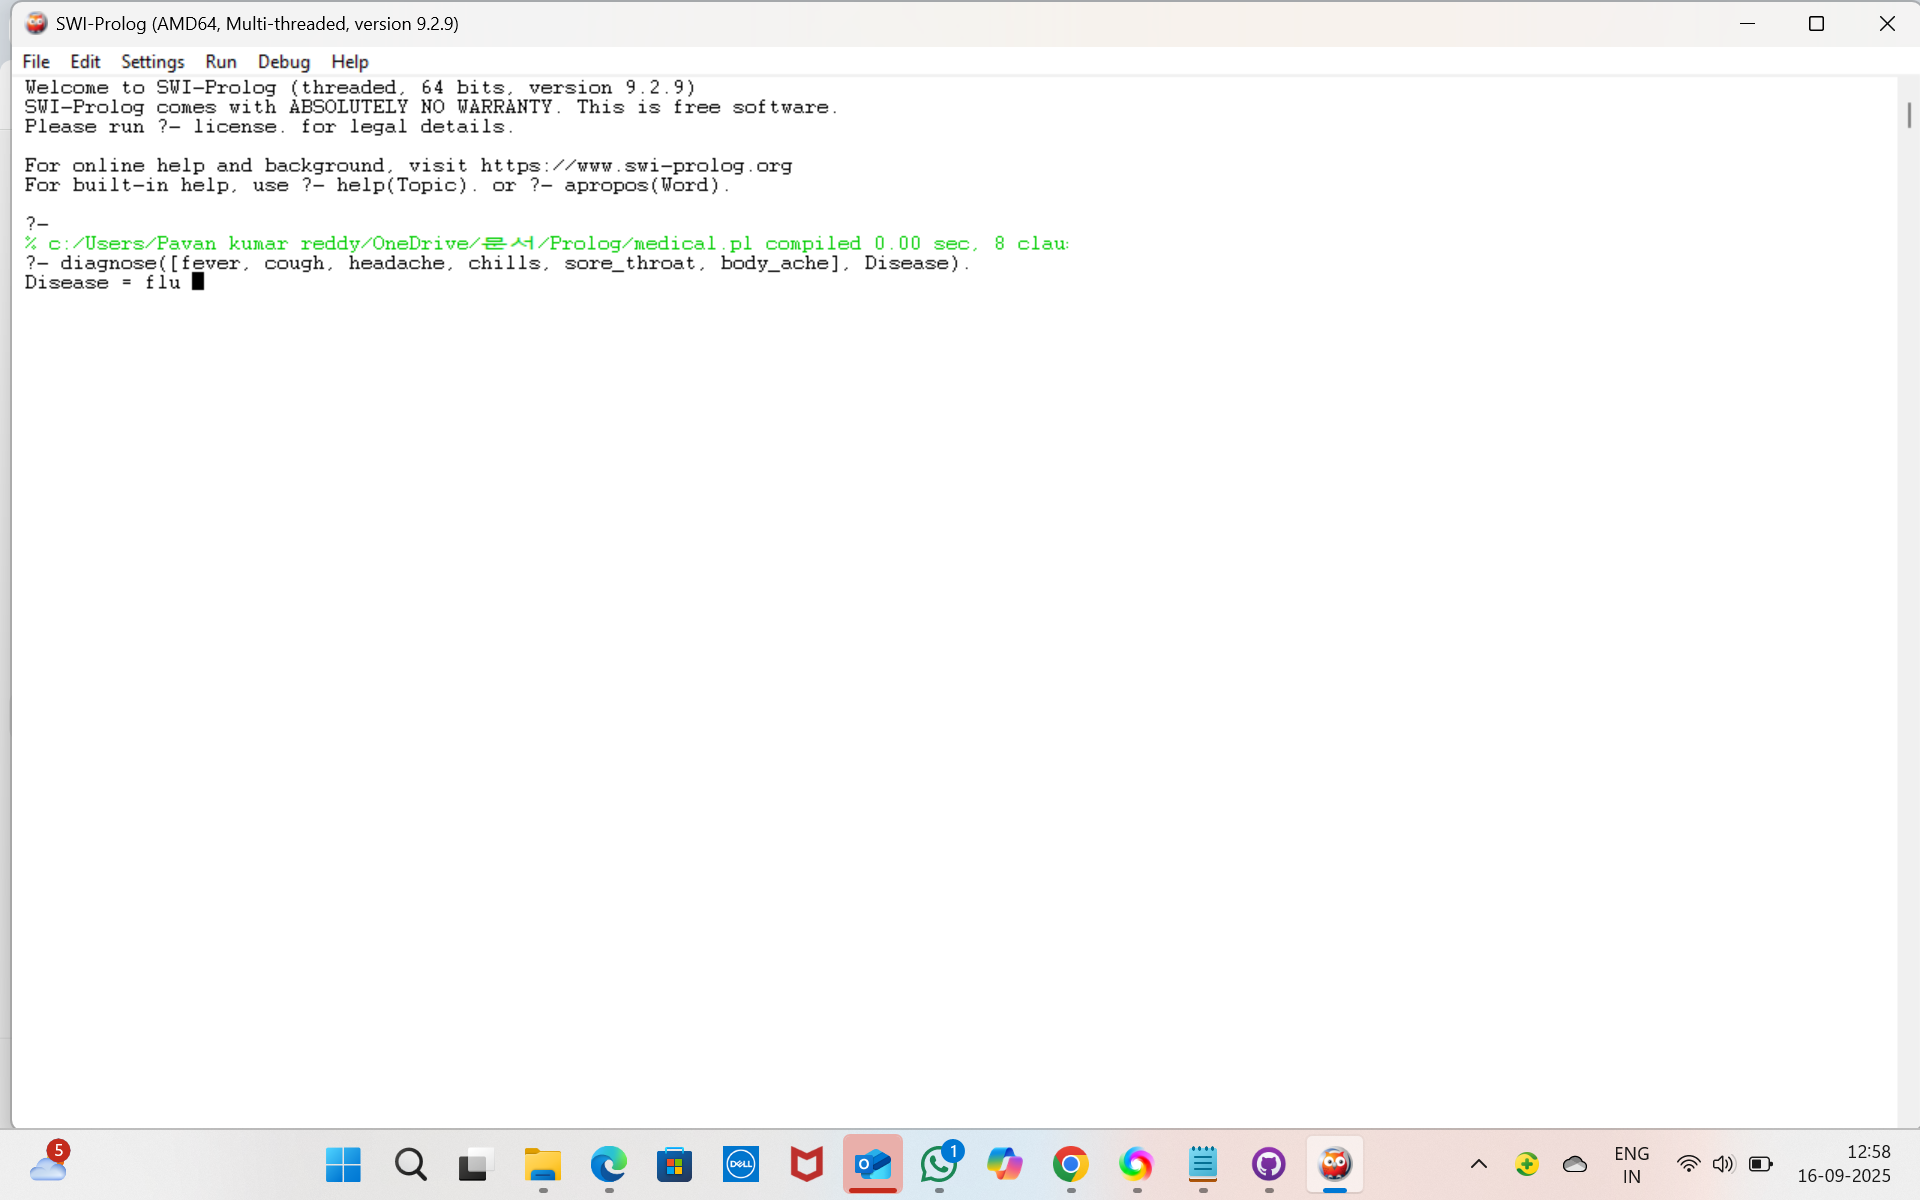 SWI-Prolog (AMD64, Multi-threaded, version 9.2.9)
File Edit Settings Run Debug Help
Welcome to SWI-Prolog (threaded, 64 bits, version 9.2.9)
SWI-Prolog comes with ABSOLUTELY NO WARRANTY. This is free software.
Please run ?- license. for legal details.
For online help and background, visit https://www.swi-prolog.org
For built-in help, use ?- help(Topic). or ?- apropos(Word).
?-
% c:/Users/Pavan kumar reddy/OneDrive/문서/Prolog/medical.pl compiled 0.00 sec, 8
?- diagnose([fever, cough, headache, chills, sore_throat, body_ache], Disease).
Disease = flu
5
DELL
O
1
ENG
IN
12:58
16-09-2025